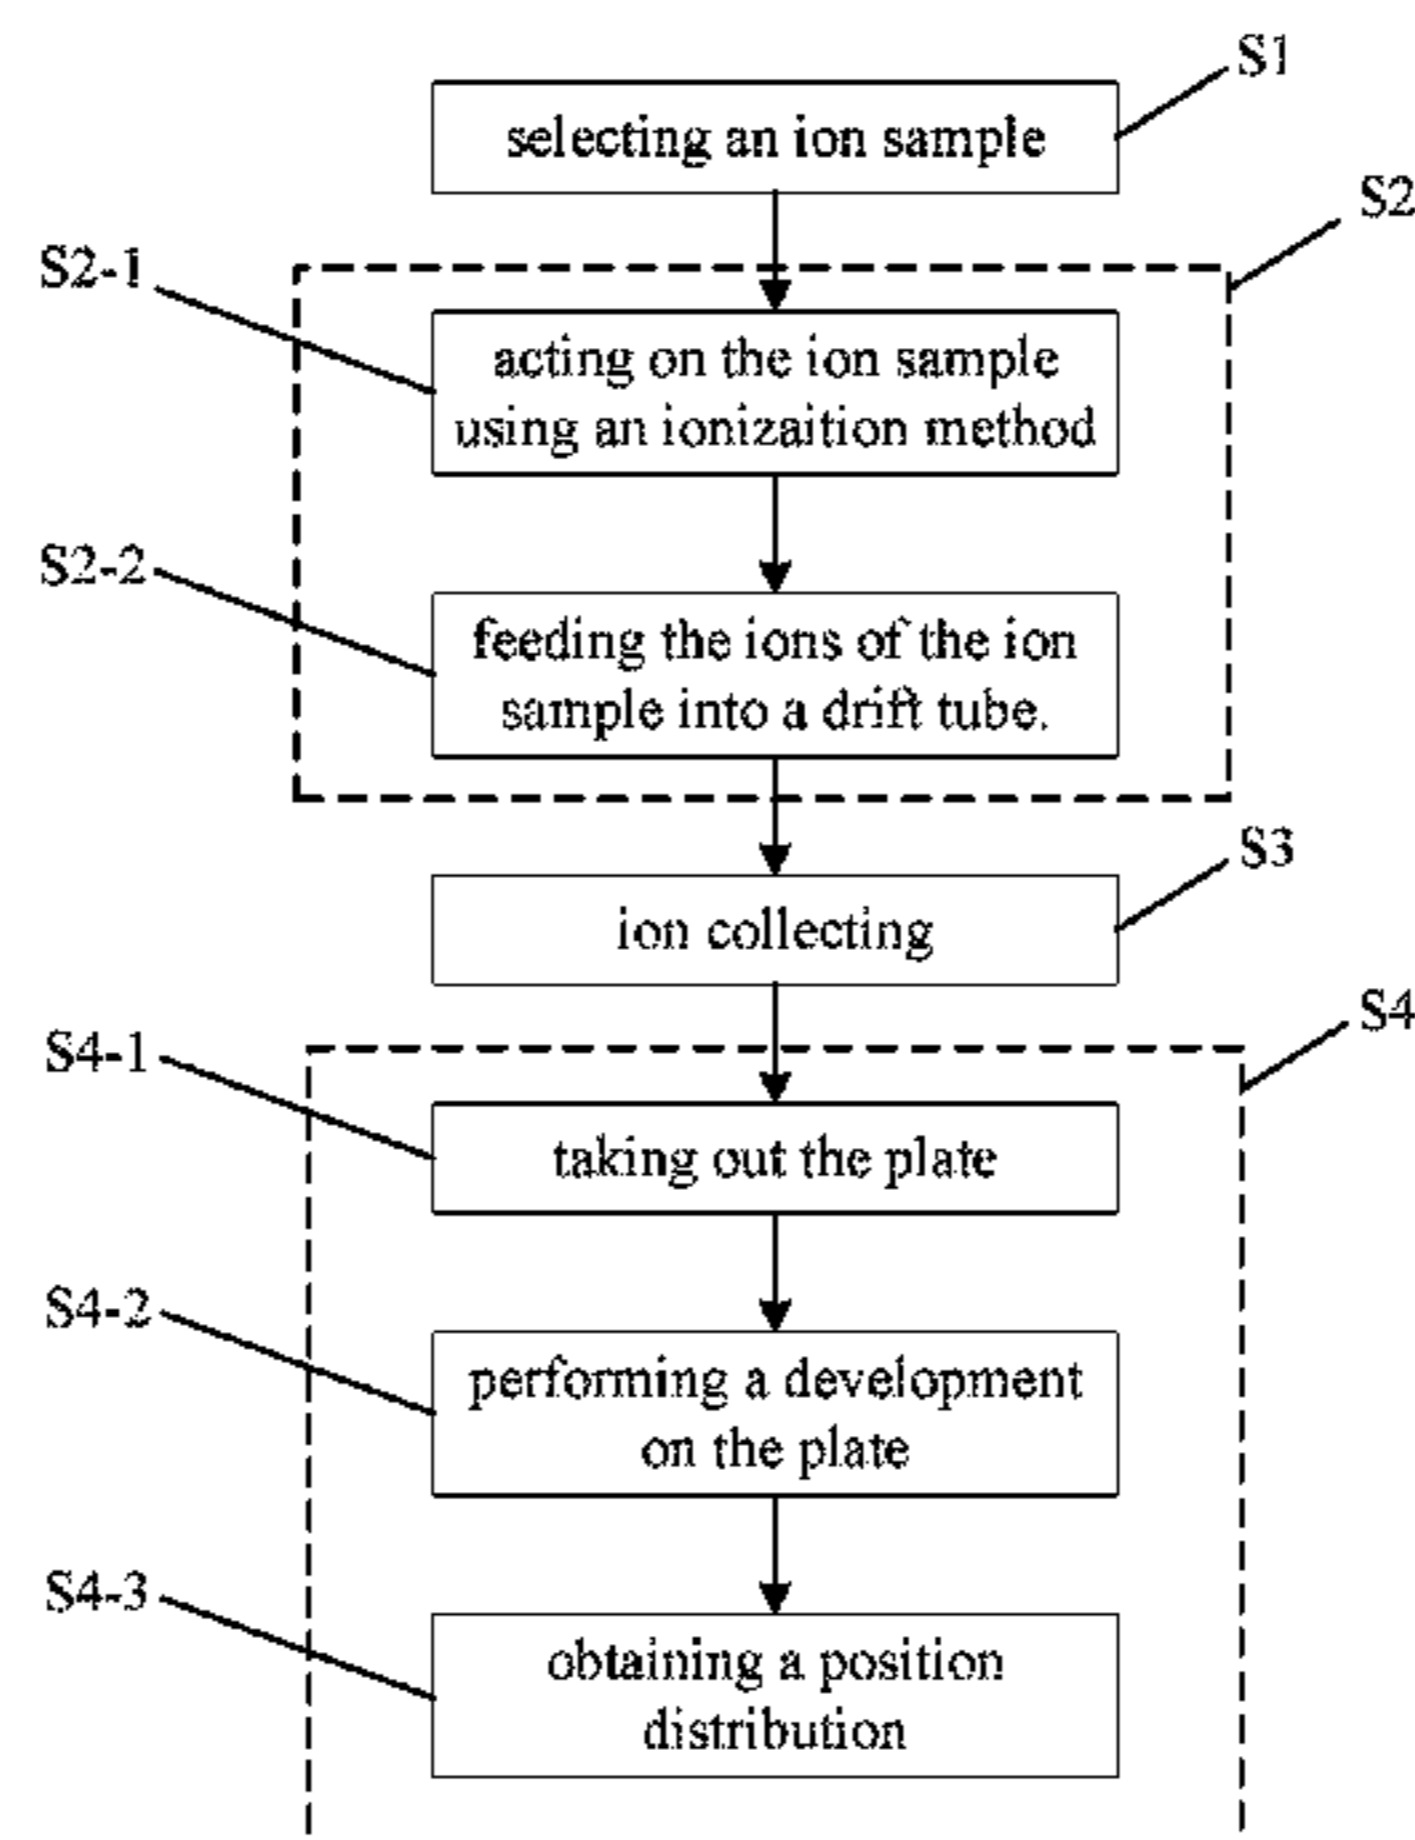 S1
selecting an ion sample
S2
S2-1
acting on the ion sample
using an ionizaition method
S2-2
feeding the ions of the ion
sample into a drift tube.
S3
ion collecting
S4
S4-1
taking out the plate
S4-2
performing a development
on the plate
S4-3
obtaining a position
distribution